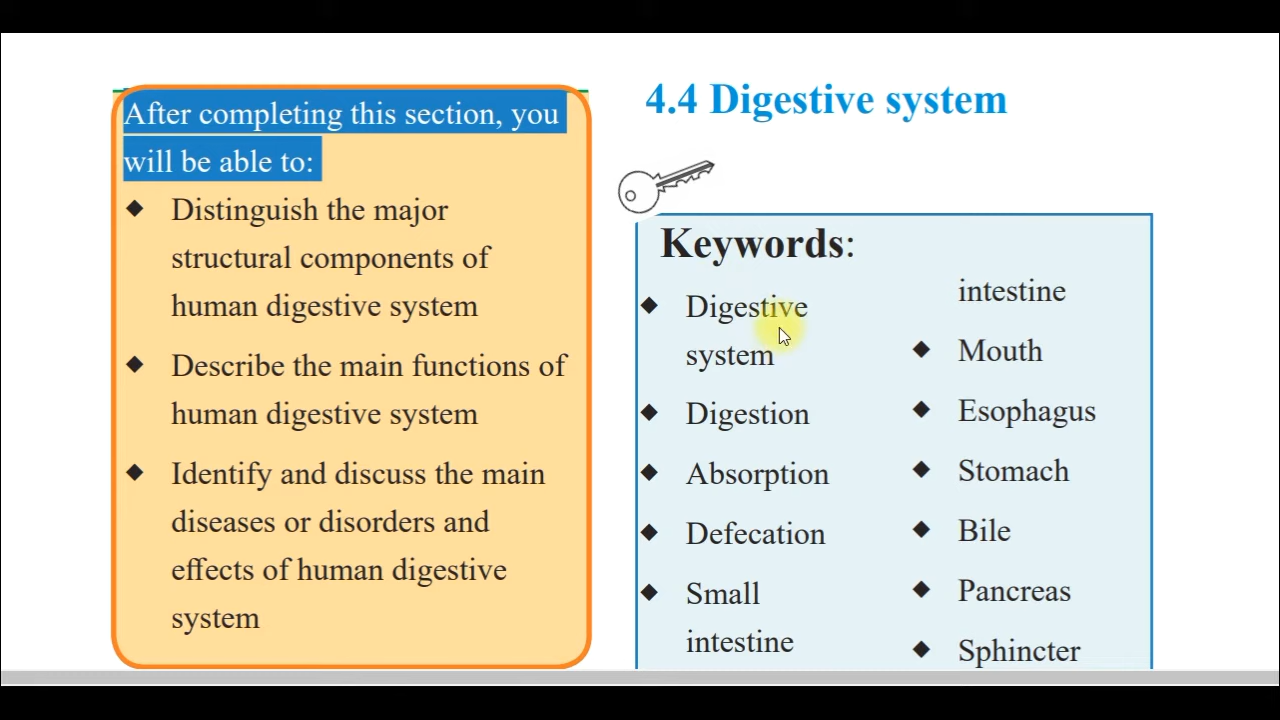 After completing this section, you
will be able to:
◆ Distinguish the major
structural components of
human digestive system
◆ Describe the main functions of
human digestive system
◆ Identify and discuss the main
diseases or disorders and
effects of human digestive
system
4.4 Digestive system
Keywords:
◆ Digestive
system
◆ Digestion
◆ Absorption
◆ Defecation
◆ Small
intestine
intestine
◆ Mouth
◆ Esophagus
◆ Stomach
◆ Bile
◆ Pancreas
◆ Sphincter